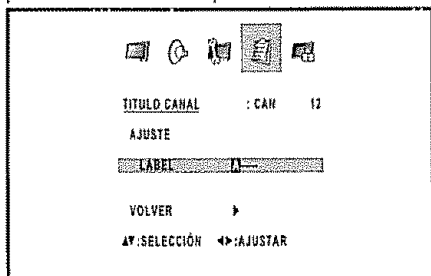 TITULO CANAL : CAN 12
AJUSTE
LABEL A----
VOLVER
▲▼:SELECCIÓN ◀▶:AJUSTAR